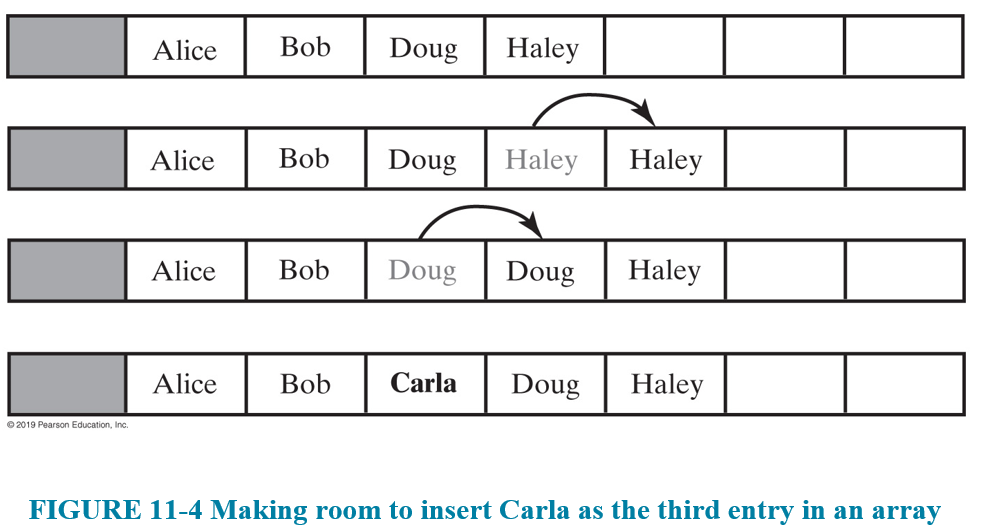 Alice Bob Doug Haley
Alice Bob Doug Haley Haley
Alice Bob Doug Doug Haley
Alice Bob Carla Doug Haley
© 2019 Pearson Education, Inc.
FIGURE 11-4 Making room to insert Carla as the third entry in an array